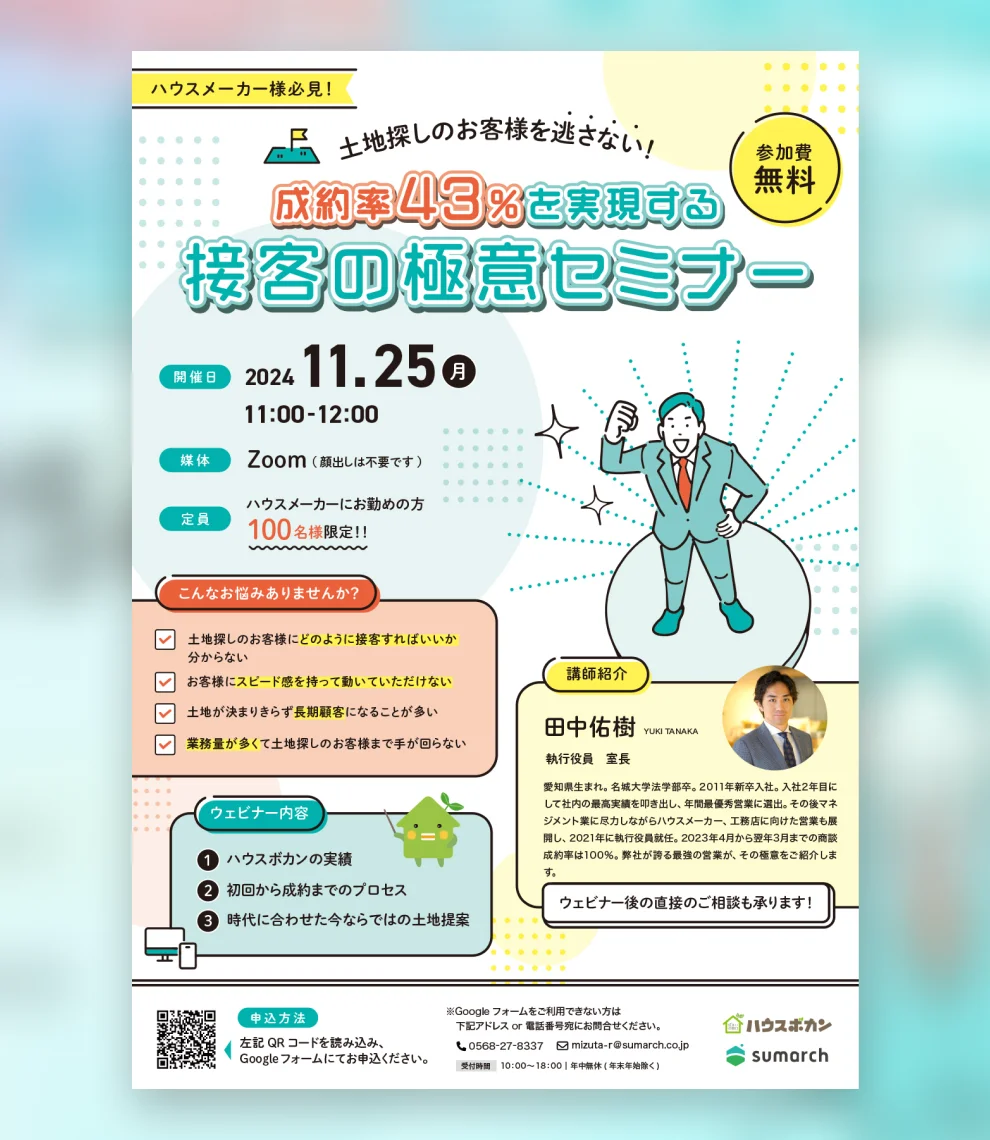 ハウスメーカー様必見！
土地探しのお客様を逃さない！
参加費
無料
成約率43%を実現する
接客の極意セミナー
開催日
2024 11.25 月
11:00-12:00
媒体
Zoom（顔出しは不要です）
定員
ハウスメーカーにお勤めの方
100名様限定!!
こんなお悩みありませんか？
土地探しのお客様にどのように接客すればいいか
分からない
お客様にスピード感を持って動いていただけない
土地が決まりきらず長期顧客になることが多い
業務量が多くて土地探しのお客様まで手が回らない
ウェビナー内容
1 ハウスボカンの実績
2 初回から成約までのプロセス
3 時代に合わせた今ならではの土地提案
講師紹介
田中佑樹 YUKI TANAKA
執行役員　室長
愛知県生まれ。名城大学法学部卒。2011年新卒入社。入社2年目に
して社内の最高実績を叩き出し、年間最優秀営業に選出。その後マネ
ジメント業に尽力しながらハウスメーカー、工務店に向けた営業も展
開し、2021年に執行役員就任。2023年4月から翌年3月までの商談
成約率は100%。弊社が誇る最強の営業が、その極意をご紹介しま
す。
ウェビナー後の直接のご相談も承ります！
申込方法
左記QRコードを読み込み、
Googleフォームにてお申込ください。
※Googleフォームをご利用できない方は
下記アドレス or 電話番号宛にお問合せください。
0568-27-8337 mizuta-r@sumarch.co.jp
受付時間 10:00〜18:00｜年中無休(年末年始除く)
ハウスボカン
sumarch